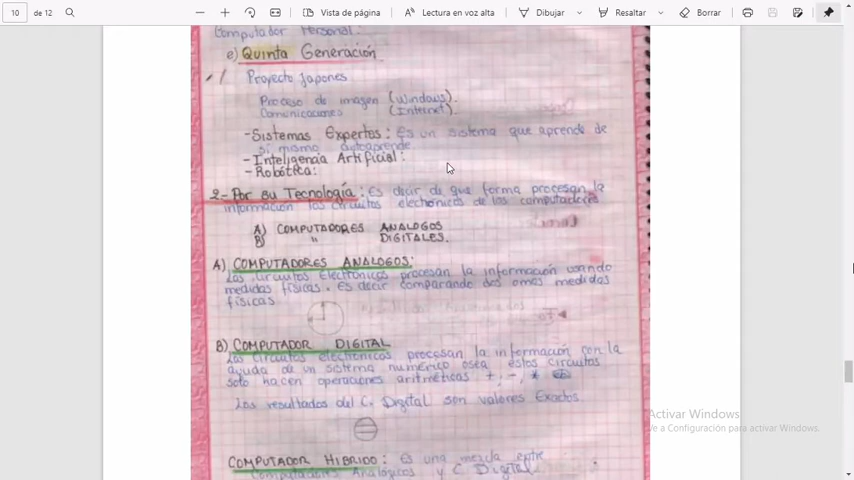 10 de 12
Vista de página
Lectura en voz alta
Dibujar
Resaltar
Borrar
Computador Personal.
e) Quinta Generación
Proyecto Japones
Proceso de imagen (Windows).
Comunicaciones (Internet).
-Sistemas Expertos: Es un sistema que aprende de
si mismo autoaprende
-Inteligencia Artificial:
-Robótica:
2.- Por su Tecnología: Es decir de que forma procesan la
información los circuitos electrónicos de los computadores
A) COMPUTADORES ANALOGOS
B) " DIGITALES.
A) COMPUTADORES ANALOGOS:
Los Circuitos Electrónicos procesan la información usando
medidas físicas. Es decir comparando dos o mas medidas
físicas
B) COMPUTADOR DIGITAL
Los circuitos electrónicos procesan la información con la
ayuda de un sistema numérico osea estos circuitos
solo hacen operaciones aritméticas +, -, *
Los resultados del C. Digital son valores Exactos
COMPUTADOR HIBRIDO: Es una mezcla entre
Computadores Analógicos y C. Digital
Activar Windows
Ve a Configuración para activar Windows.